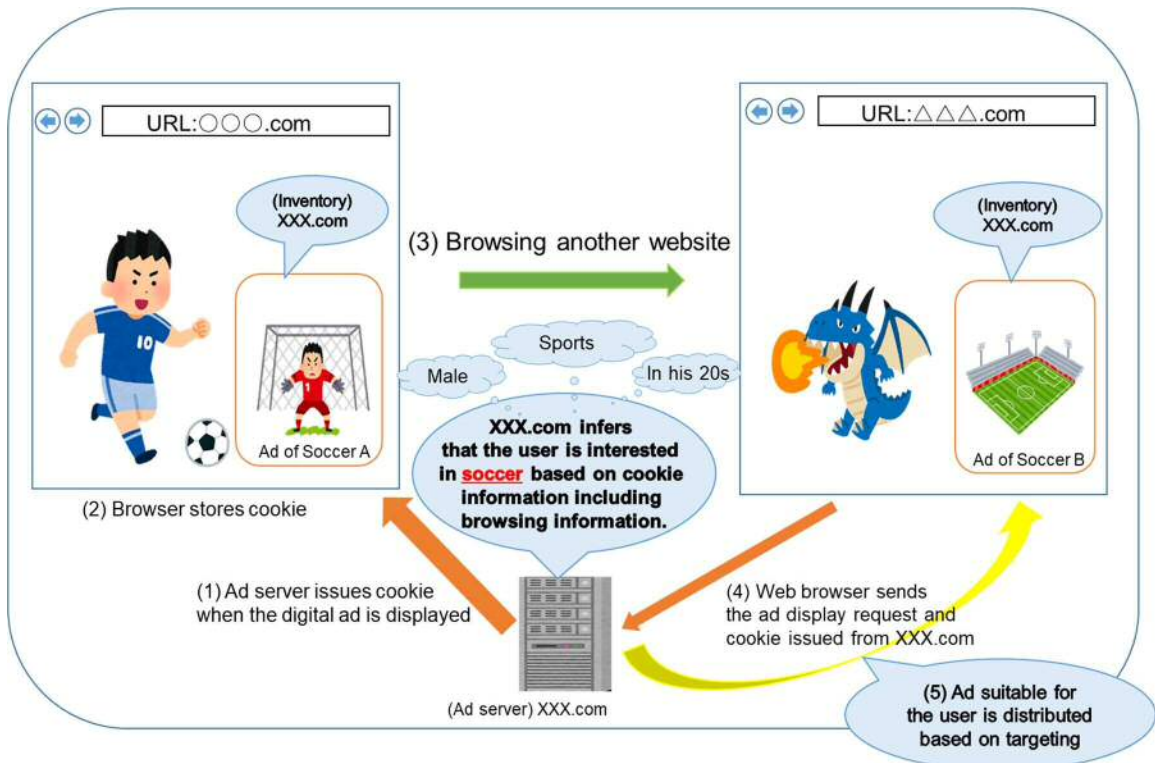 URL:○○○.com
(Inventory)
XXX.com
Ad of Soccer A
(2) Browser stores cookie
(3) Browsing another website
URL:△△△.com
(Inventory)
XXX.com
Ad of Soccer B
Male
Sports
In his 20s
XXX.com infers
that the user is interested
in soccer based on cookie
information including
browsing information.
(1) Ad server issues cookie
when the digital ad is displayed
(4) Web browser sends
the ad display request and
cookie issued from XXX.com
(Ad server) XXX.com
(5) Ad suitable for
the user is distributed
based on targeting
10
1